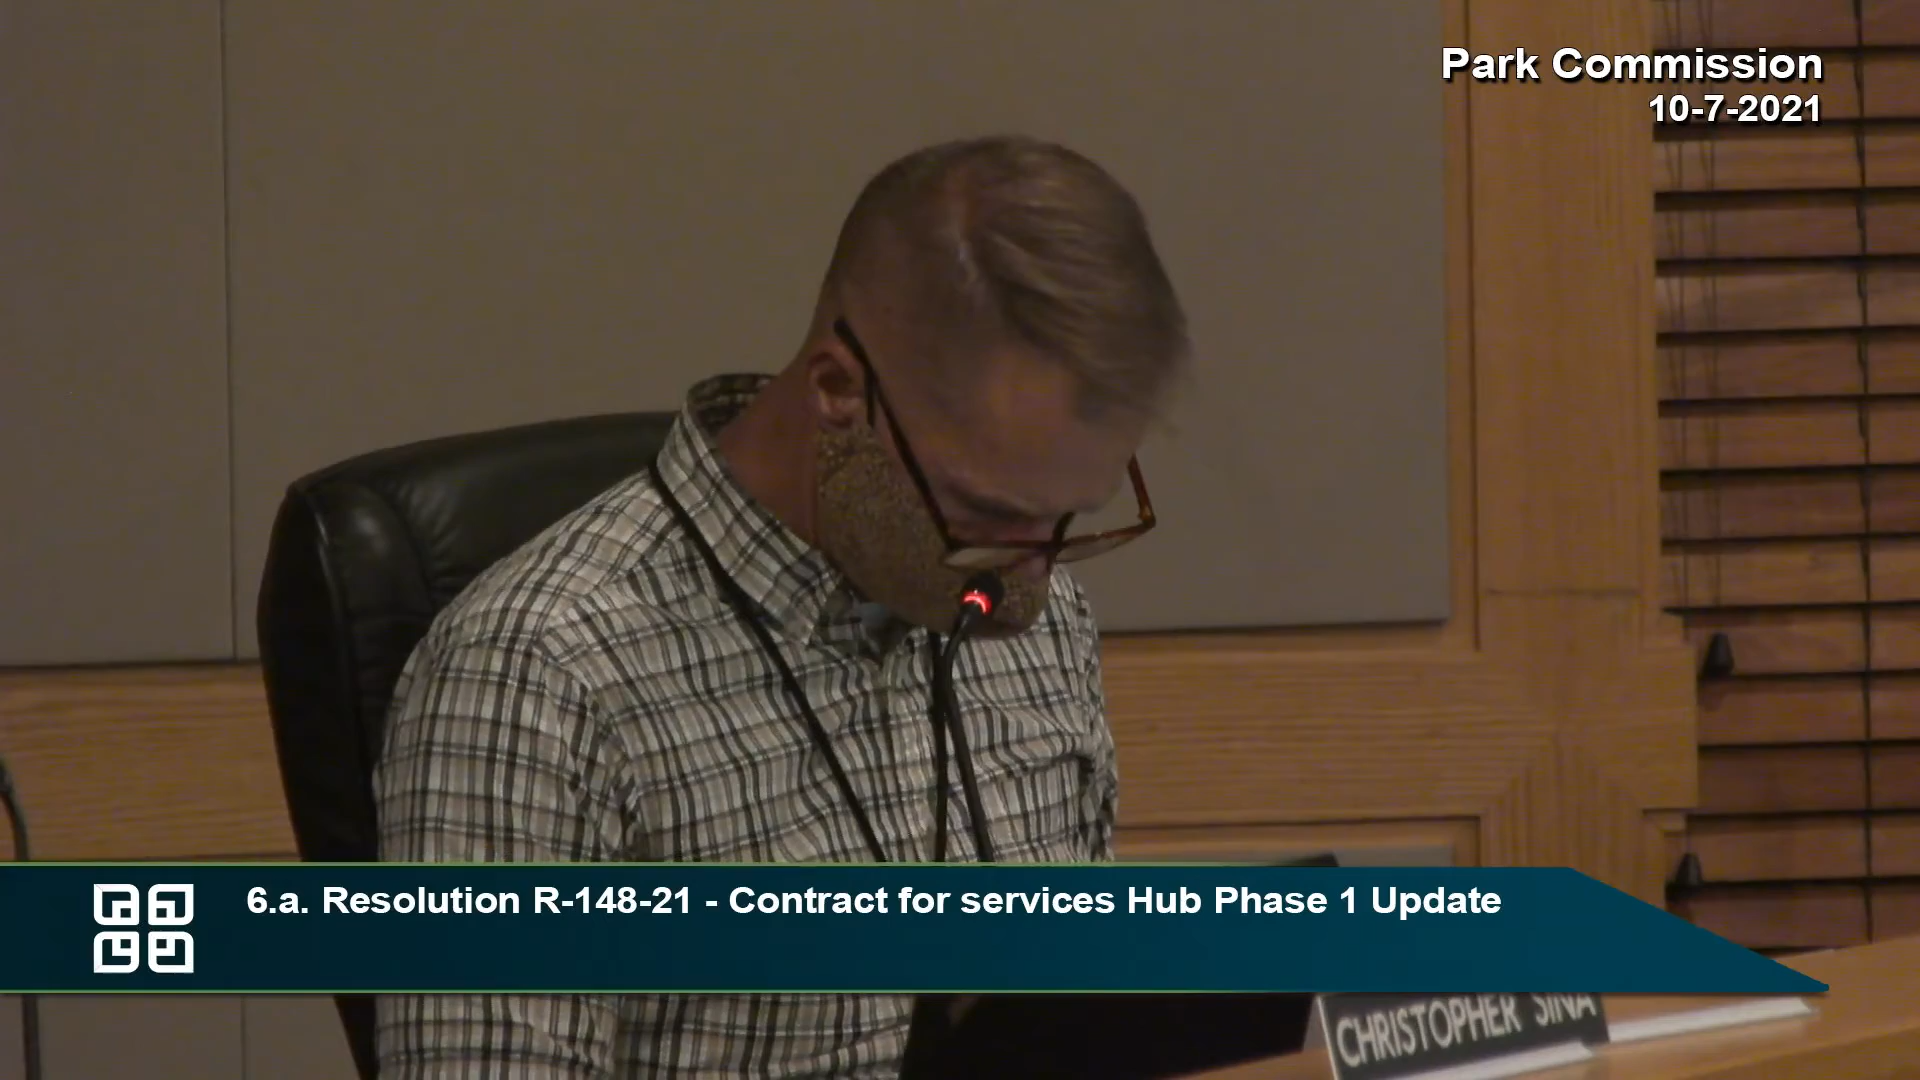 Park Commission
10-7-2021
6.a. Resolution R-148-21 - Contract for services Hub Phase 1 Update
CHRISTOPHER SINA